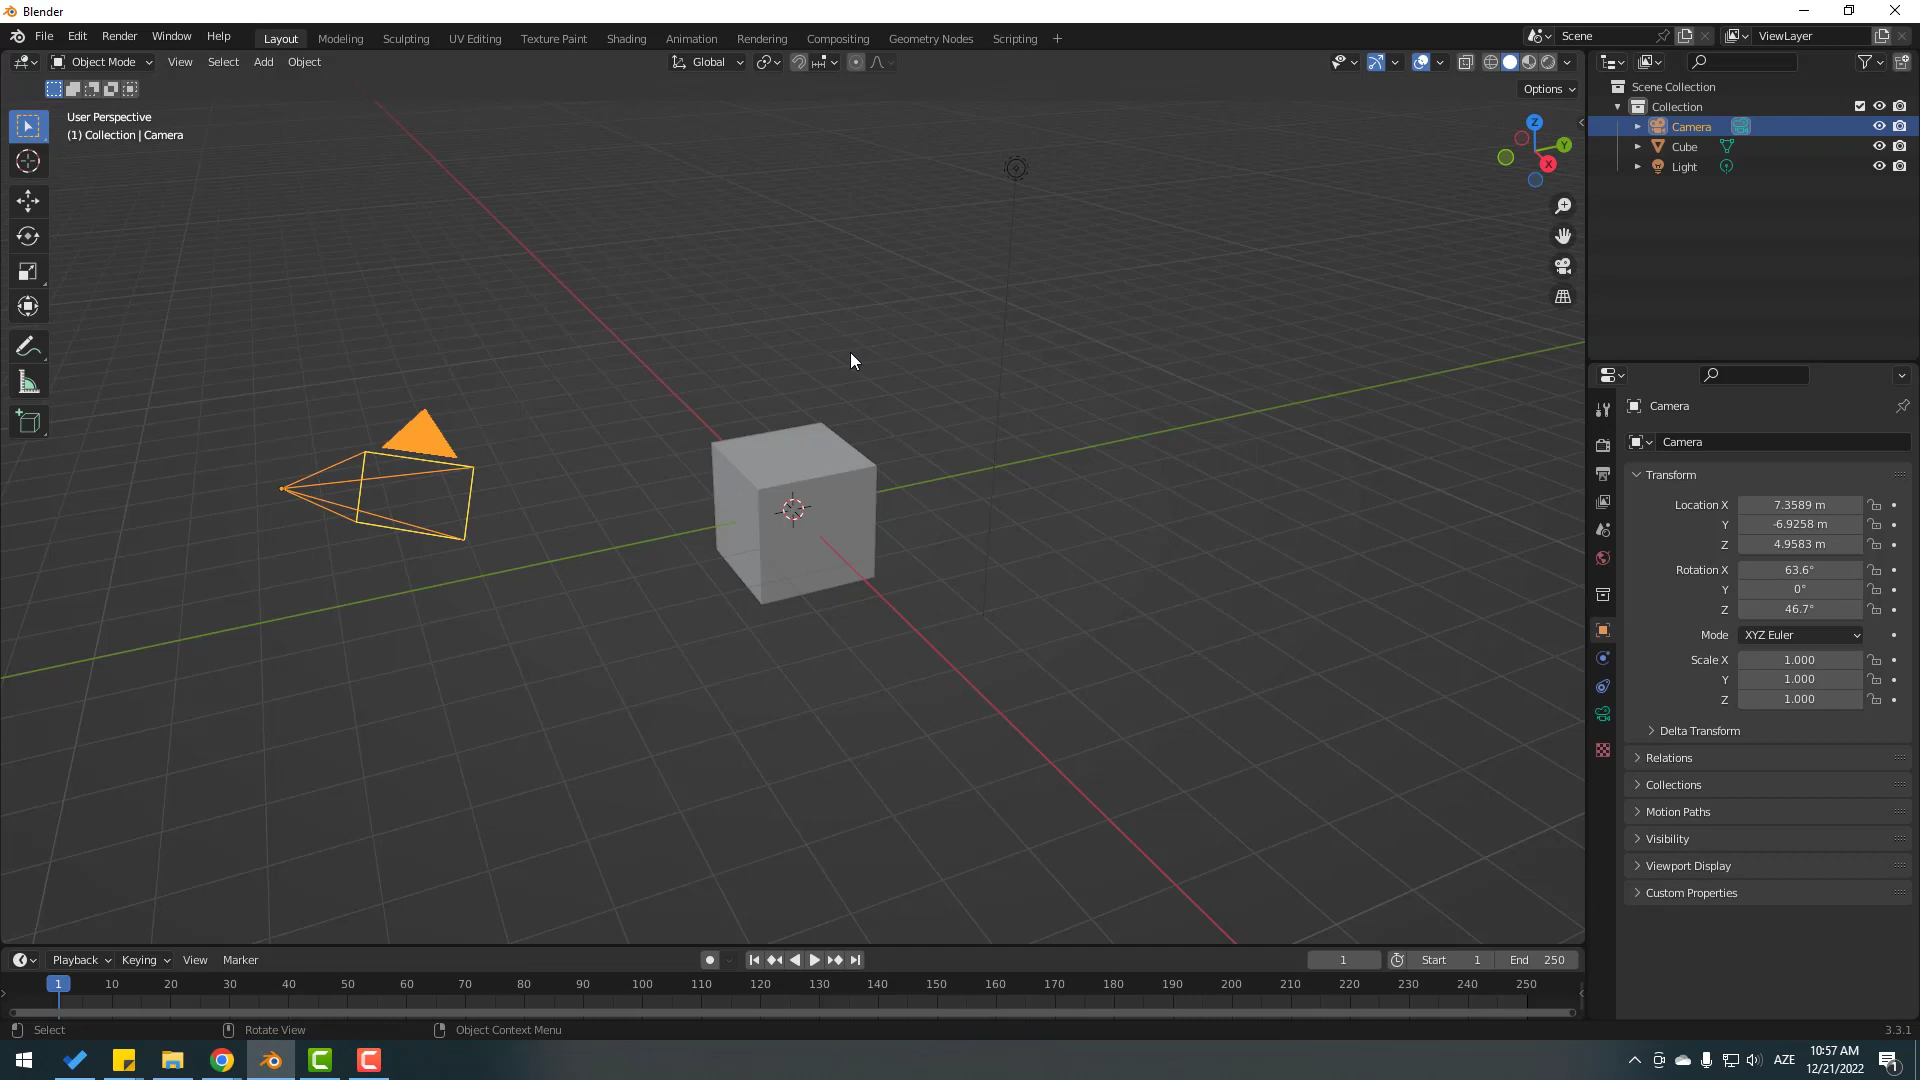 Blender
File Edit Render Window Help Layout Modeling Sculpting UV Editing Texture Paint Shading Animation Rendering Compositing Geometry Nodes Scripting + Scene ViewLayer
Object Mode View Select Add Object Global
Options
User Perspective
(1) Collection | Camera
Z
Y
X
Scene Collection
Collection
Camera
Cube
Light
Camera
Camera
Transform
Location X 7.3589 m
Y -6.9258 m
Z 4.9583 m
Rotation X 63.6°
Y 0°
Z 46.7°
Mode XYZ Euler
Scale X 1.000
Y 1.000
Z 1.000
Delta Transform
Relations
Collections
Motion Paths
Visibility
Viewport Display
Custom Properties
Playback Keying View Marker 1 Start 1 End 250
1 10 20 30 40 50 60 70 80 90 100 110 120 130 140 150 160 170 180 190 200 210 220 230 240 250
Select Rotate View Object Context Menu 3.3.1
AZE 10:57 AM
12/21/2022
1